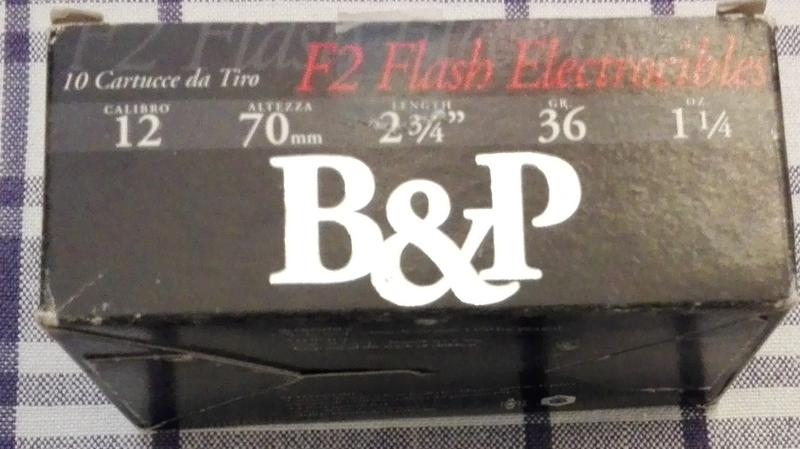 F2 Flash Electrocibles
10 Cartucce da Tiro
CALIBRO ALTEZZA LENGTH GR. OZ
12 70mm 2 ¾” 36 1 ¼
B&P